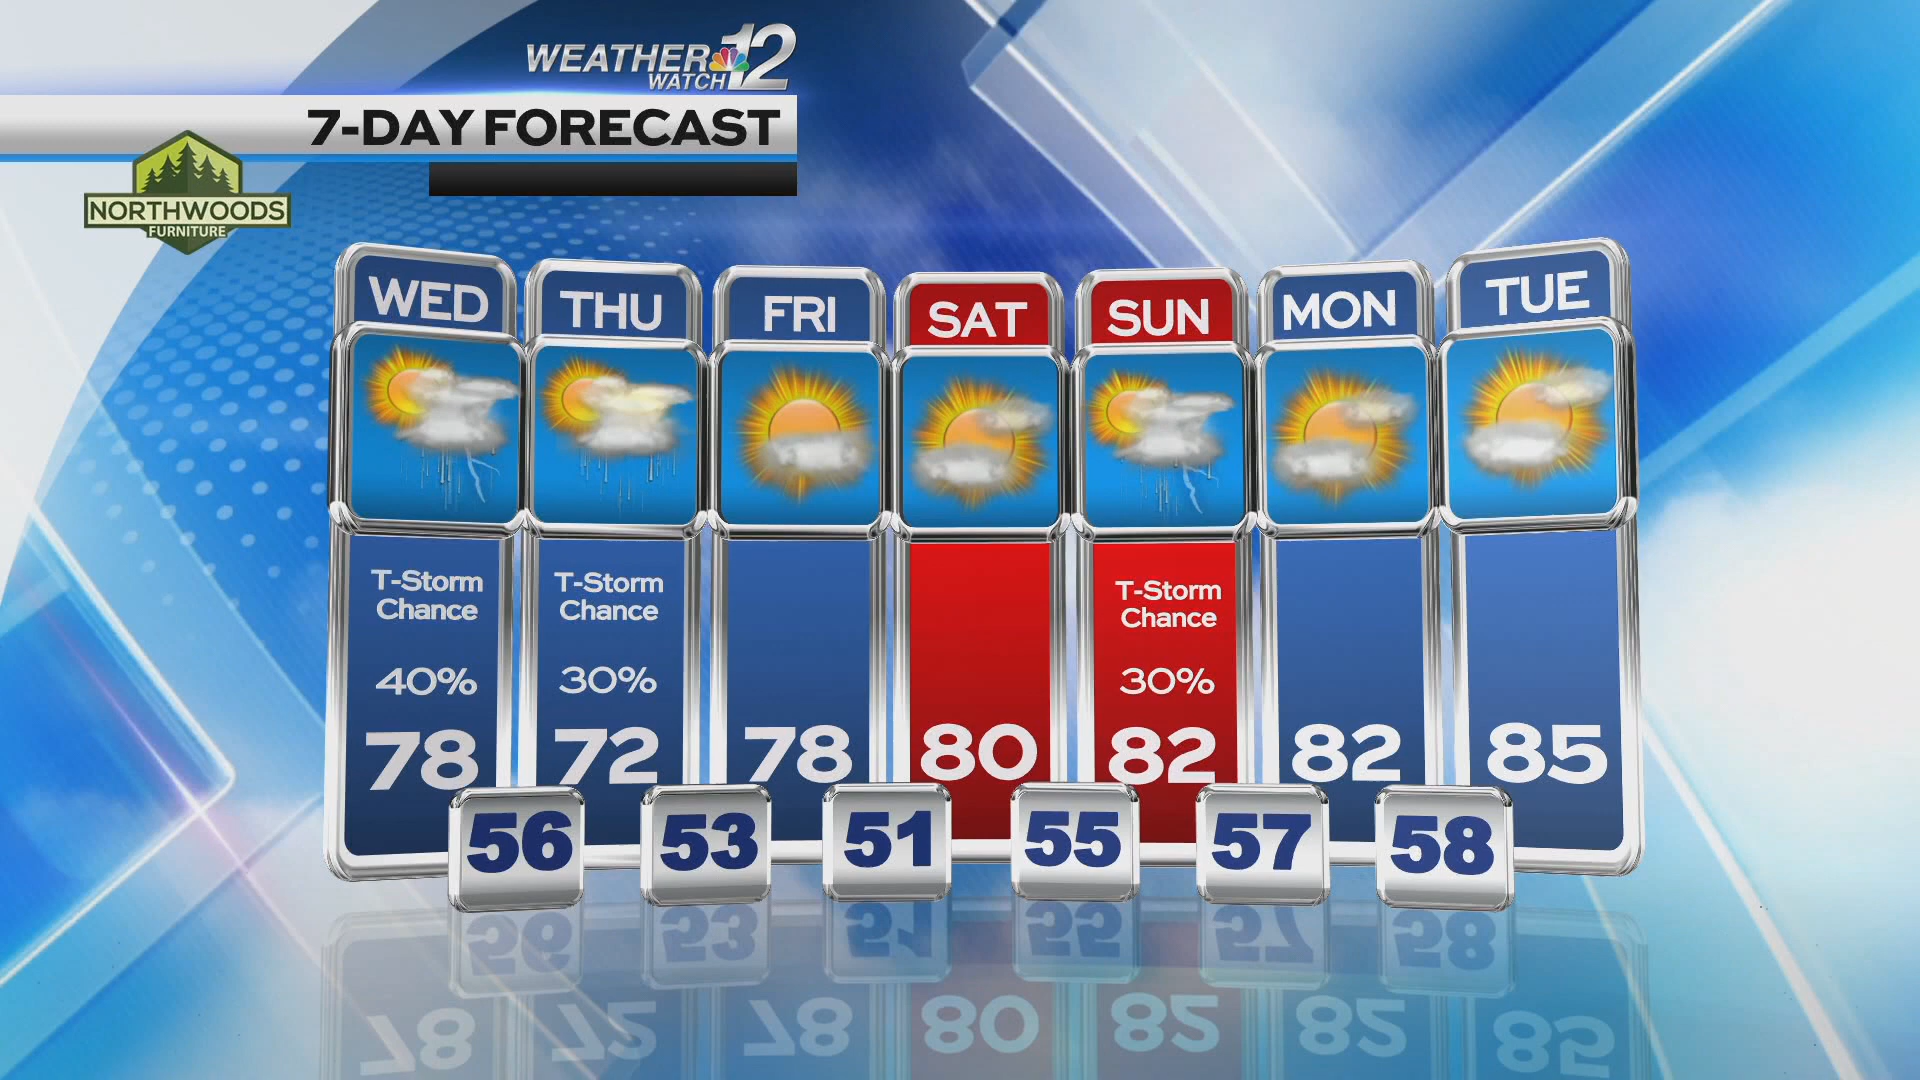 WEATHER 12
WATCH
7-DAY FORECAST
NORTHWOODS
FURNITURE
WED THU FRI SAT SUN MON TUE
T-Storm T-Storm T-Storm
Chance Chance Chance
40% 30% 30%
78 72 78 80 82 82 85
56 53 51 55 57 58